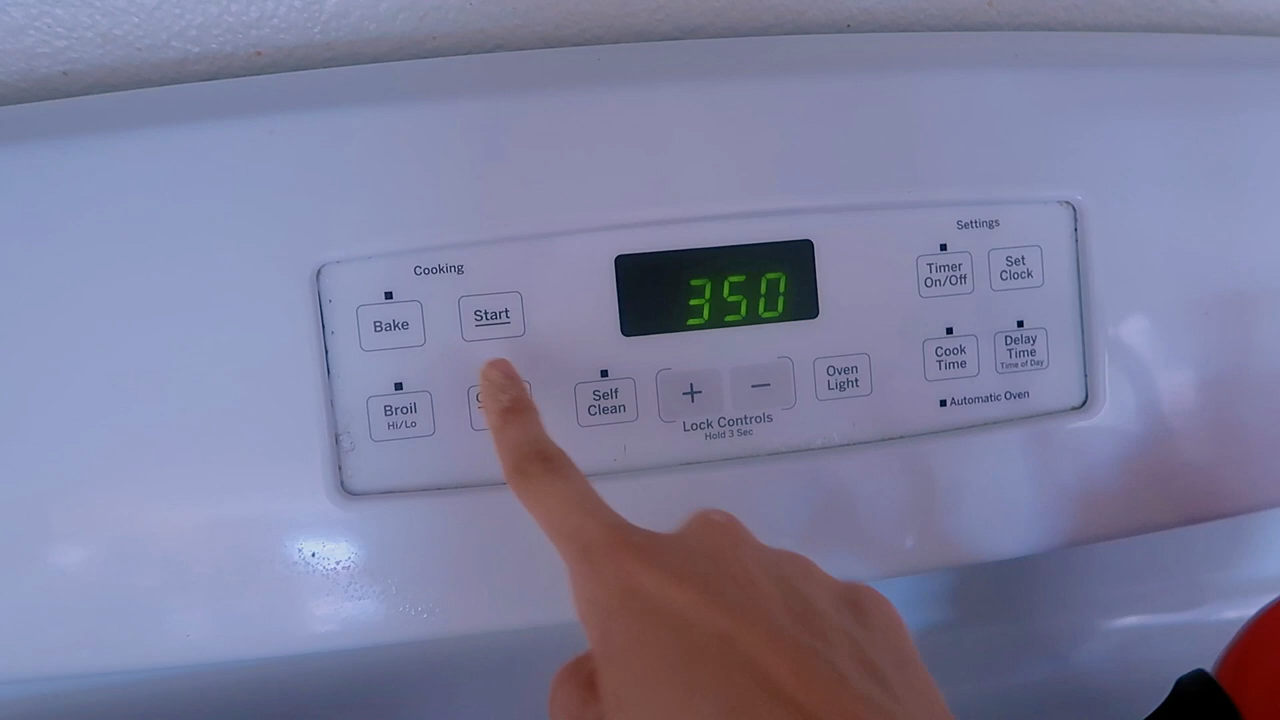 Cooking
Bake
Start
Broil
Hi/Lo
350
Self
Clean
+
−
Lock Controls
Hold 3 Sec
Oven
Light
Settings
Timer
On/Off
Set
Clock
Cook
Time
Delay
Time
Time of Day
Automatic Oven